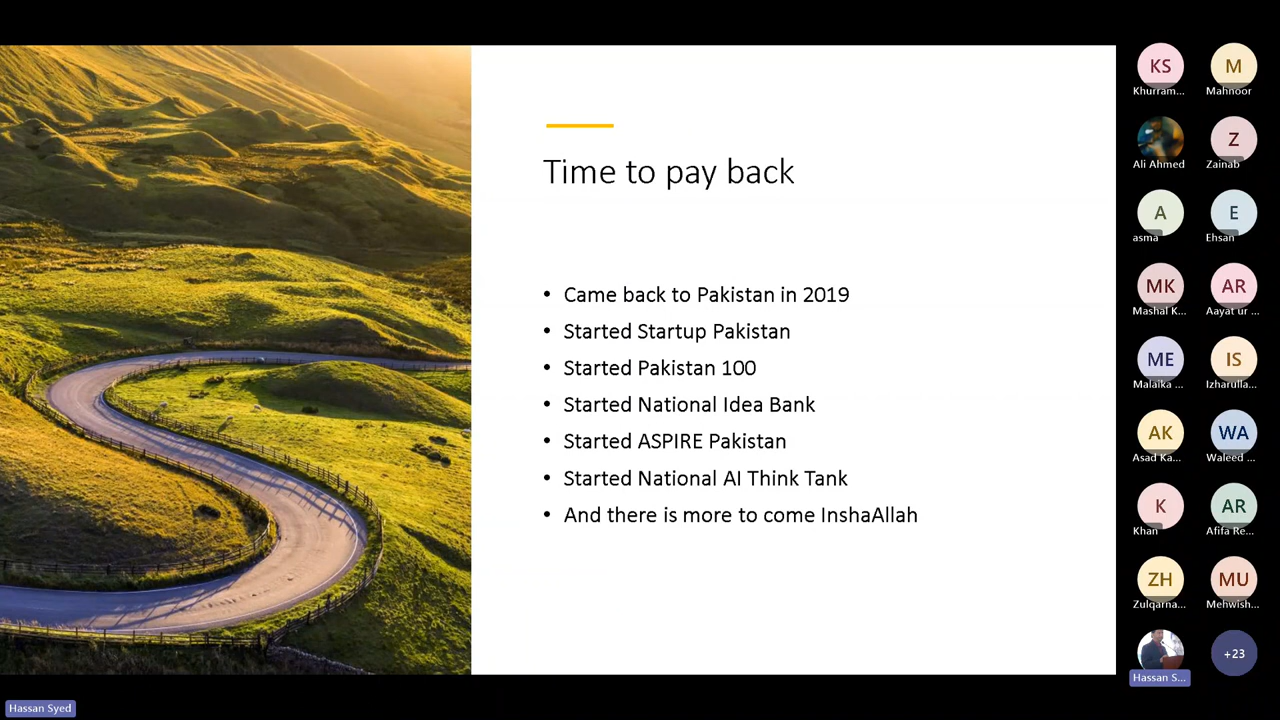 Time to pay back
• Came back to Pakistan in 2019
• Started Startup Pakistan
• Started Pakistan 100
• Started National Idea Bank
• Started ASPIRE Pakistan
• Started National AI Think Tank
• And there is more to come InshaAllah
KS
Khurram...
M
Mahnoor
Ali Ahmed
Z
Zainab
A
asma
E
Ehsan
MK
Mashal K...
AR
Aayat ur ...
ME
Malaika ...
IS
Izharulla...
AK
Asad Ka...
WA
Waleed ...
K
Khan
AR
Afifa Re...
ZH
Zulqarna...
MU
Mehwish...
Hassan S...
+23
Hassan Syed